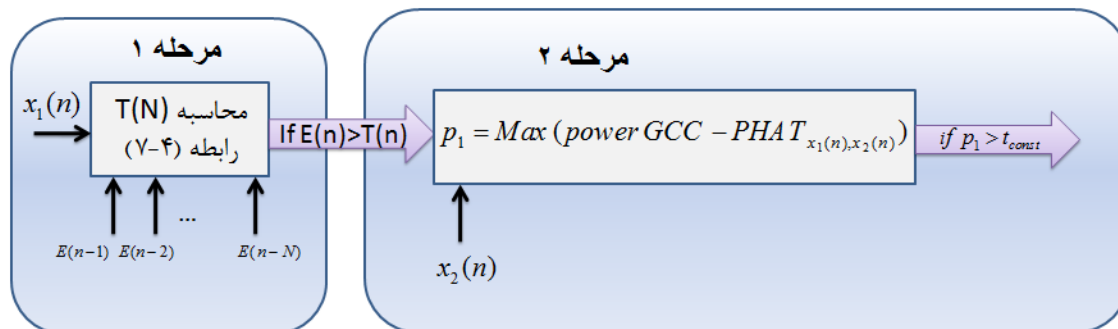 مرحله ۱
x₁(n)
محاسبه T(N)
رابطه (۴-۷)
E(n−1) E(n−2) ... E(n−N)
If E(n)>T(n)
مرحله ۲
p₁ = Max (power GCC − PHAT x₁(n),x₂(n))
x₂(n)
if p₁ > t_const